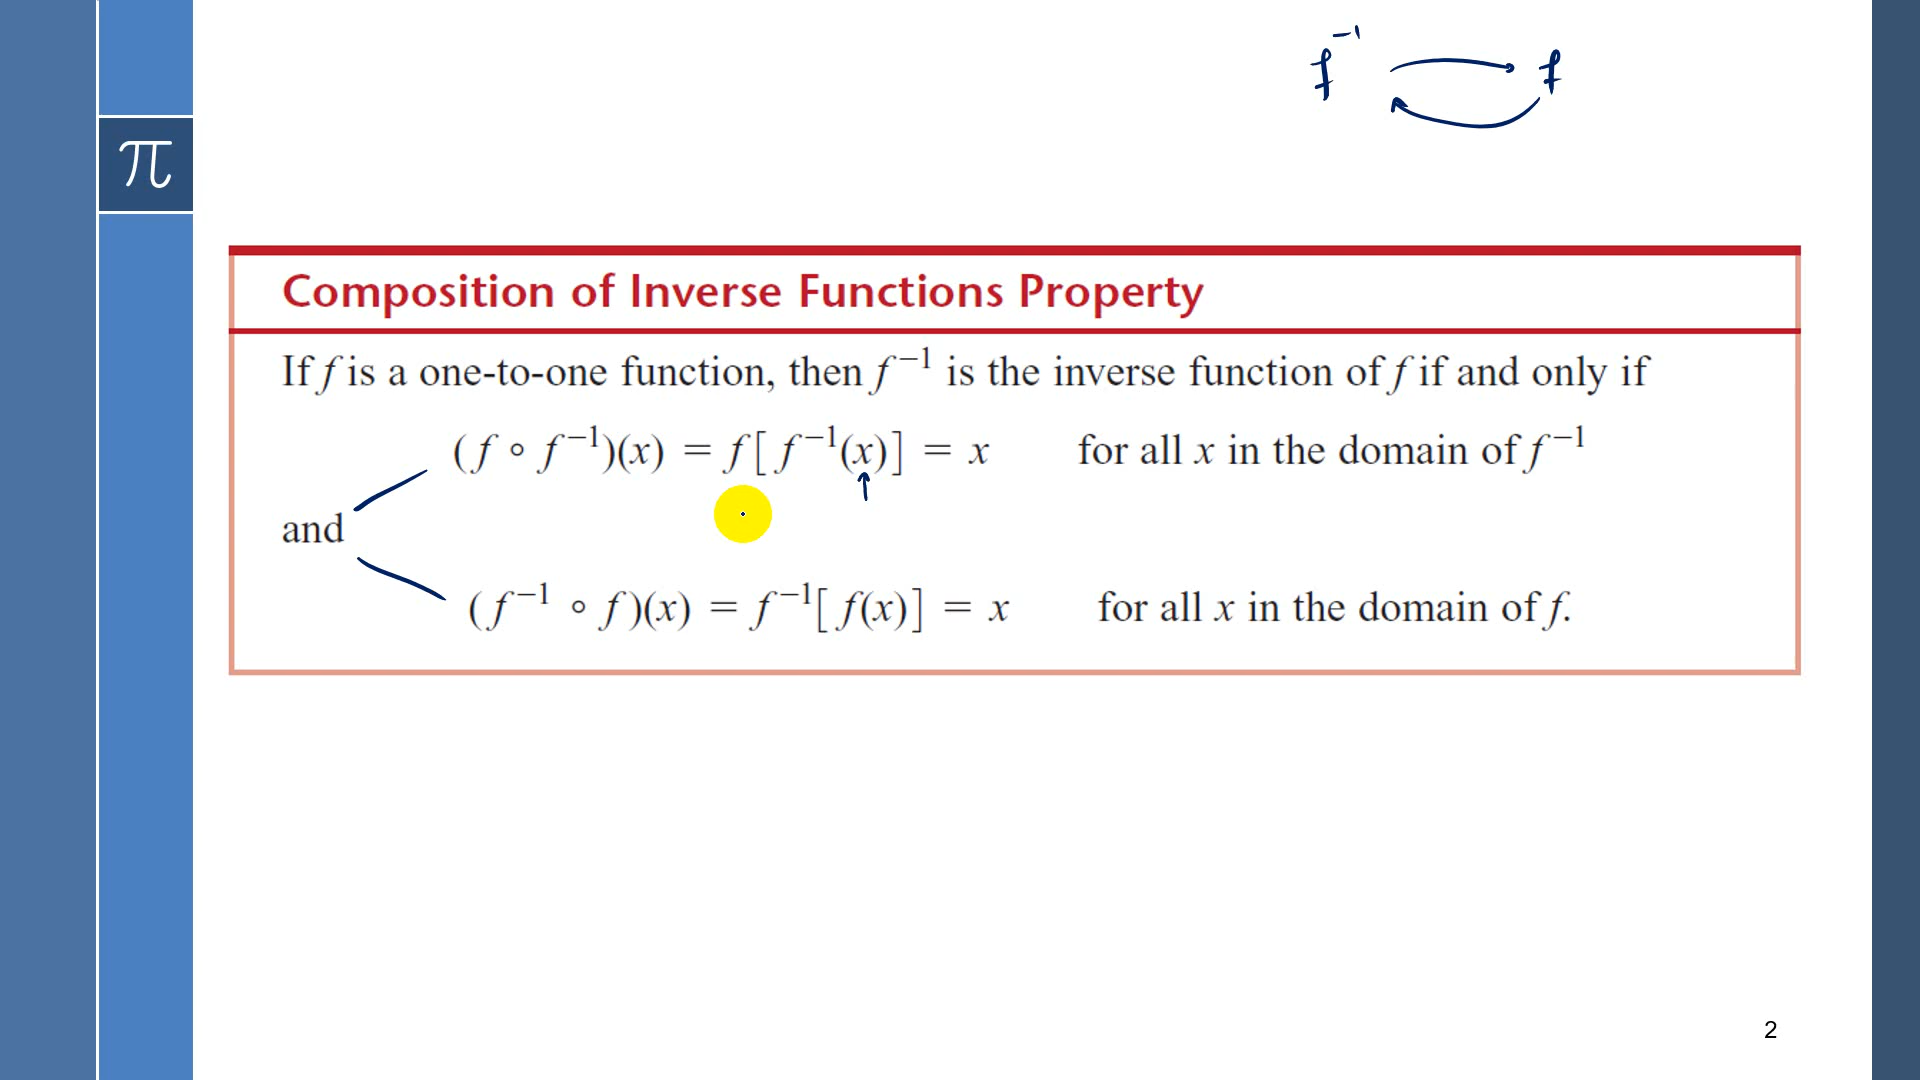 f⁻¹ f
π
Composition of Inverse Functions Property
If f is a one-to-one function, then f⁻¹ is the inverse function of f if and only if
(f ∘ f⁻¹)(x) = f[f⁻¹(x)] = x for all x in the domain of f⁻¹
and
(f⁻¹ ∘ f)(x) = f⁻¹[f(x)] = x for all x in the domain of f.
2